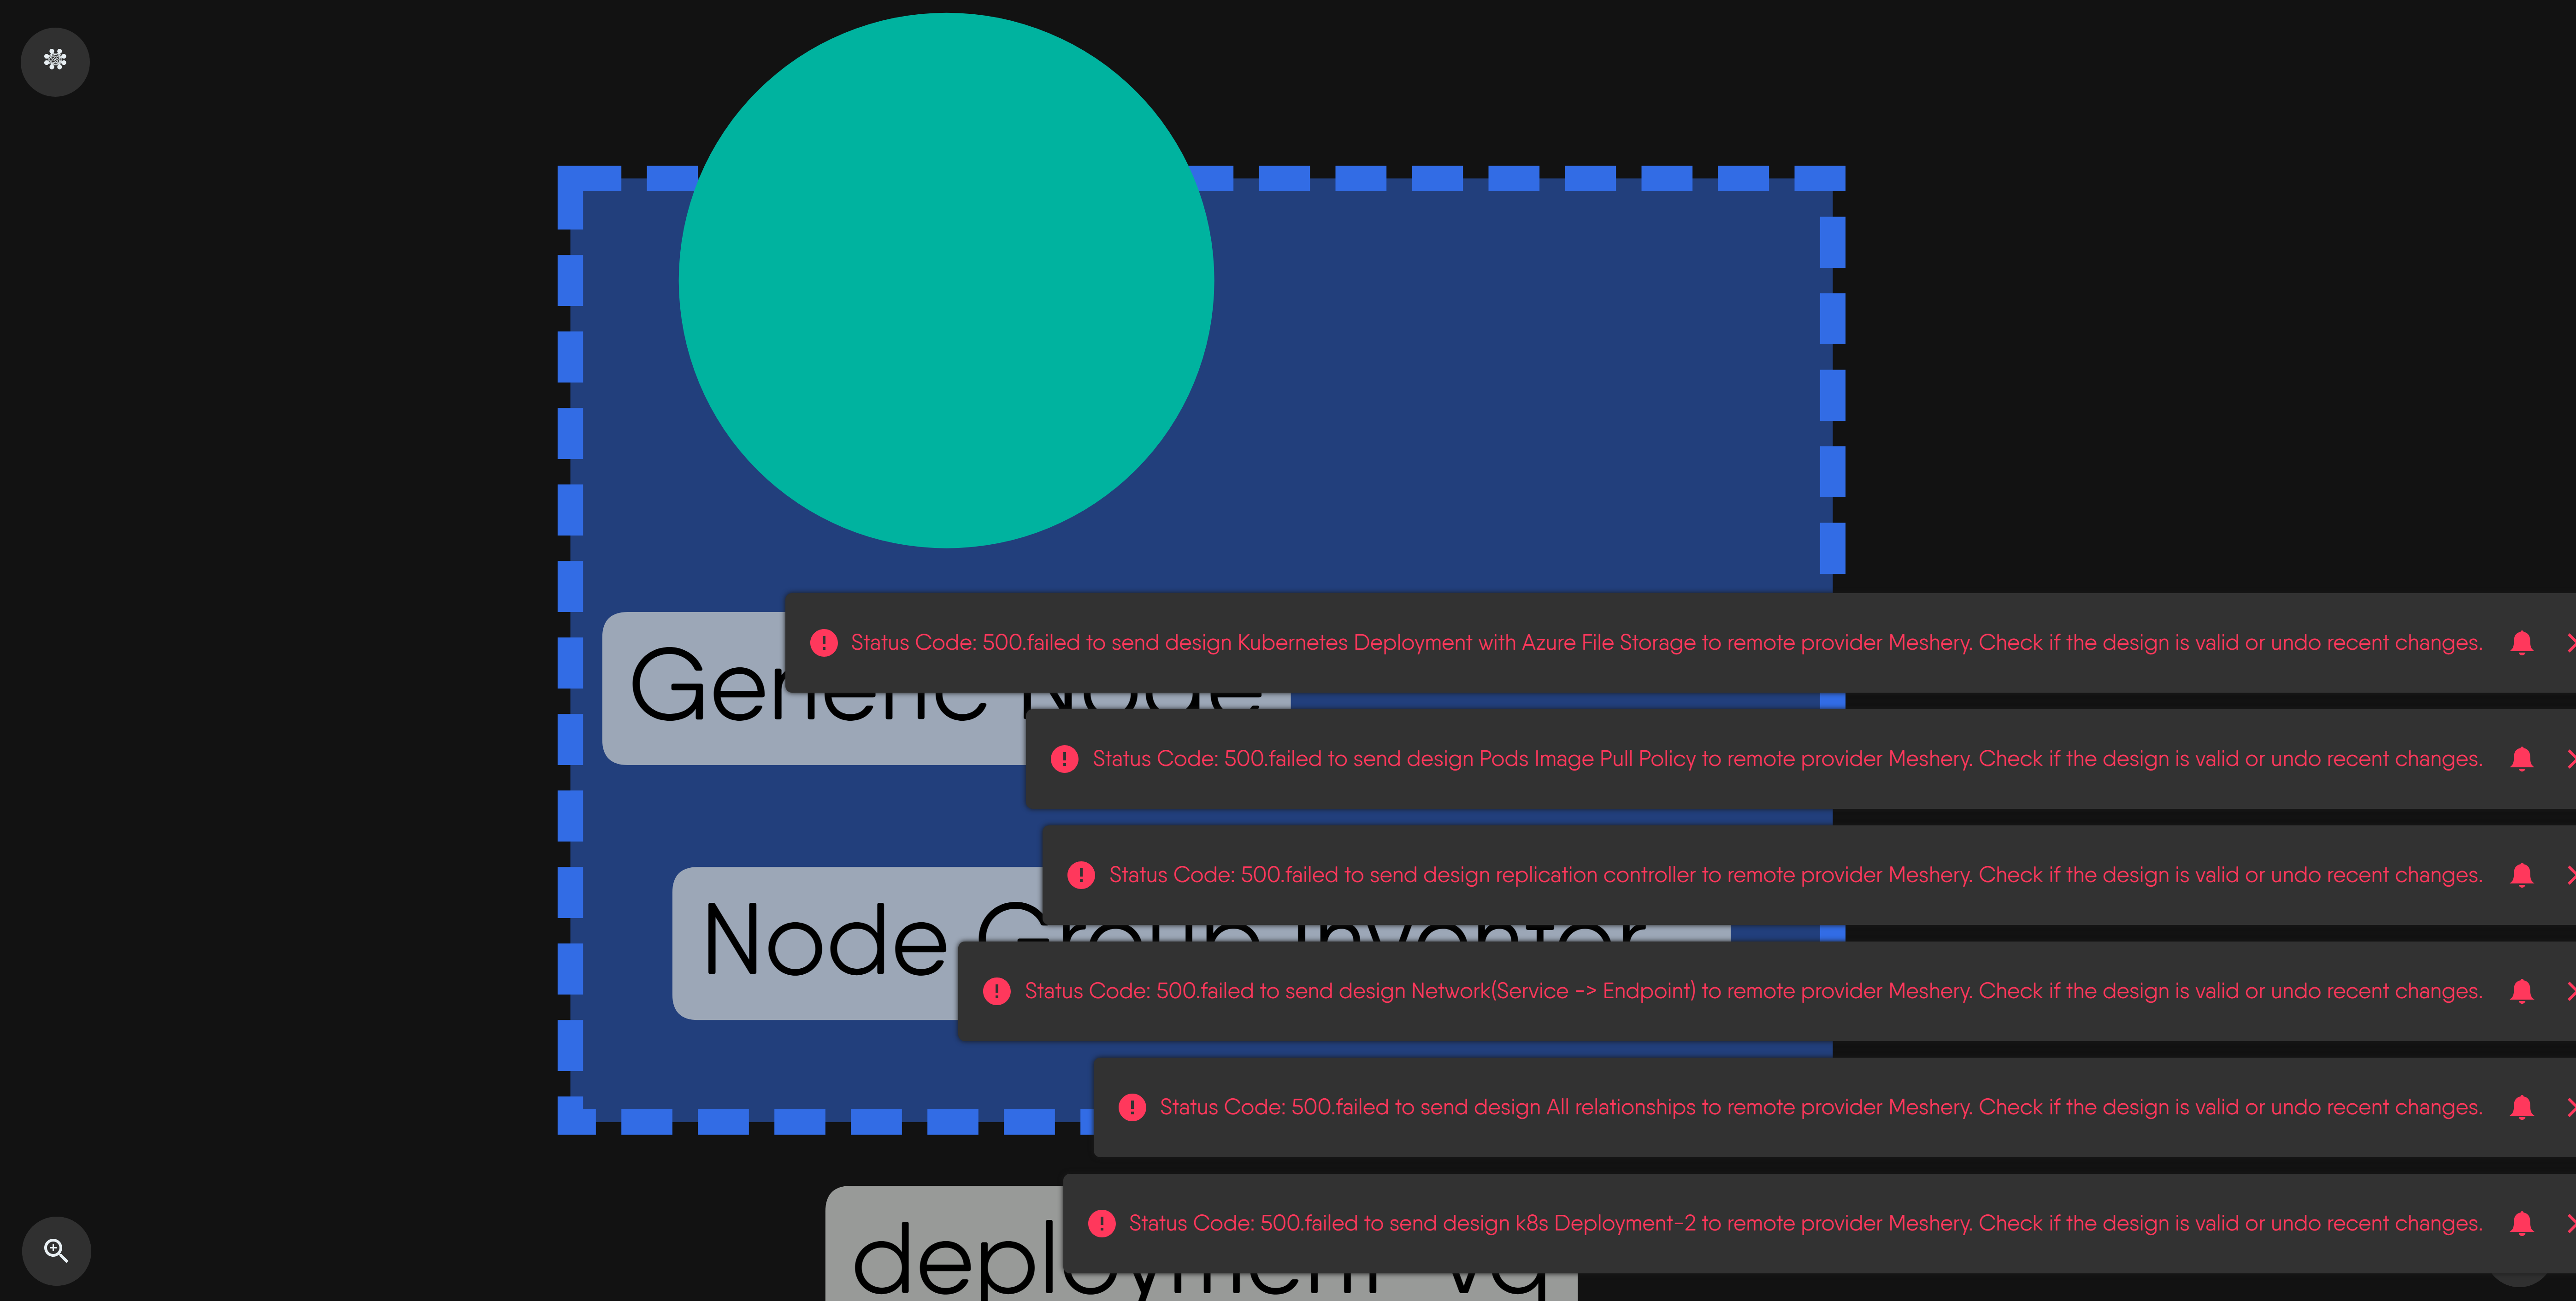 Status Code: 500.failed to send design Kubernetes Deployment with Azure File Storage to remote provider Meshery. Check if the design is valid or undo recent changes.
Generic Node
Status Code: 500.failed to send design Pods Image Pull Policy to remote provider Meshery. Check if the design is valid or undo recent changes.
Status Code: 500.failed to send design replication controller to remote provider Meshery. Check if the design is valid or undo recent changes.
Node Group Inventor
Status Code: 500.failed to send design Network(Service -> Endpoint) to remote provider Meshery. Check if the design is valid or undo recent changes.
Status Code: 500.failed to send design All relationships to remote provider Meshery. Check if the design is valid or undo recent changes.
Status Code: 500.failed to send design k8s Deployment-2 to remote provider Meshery. Check if the design is valid or undo recent changes.